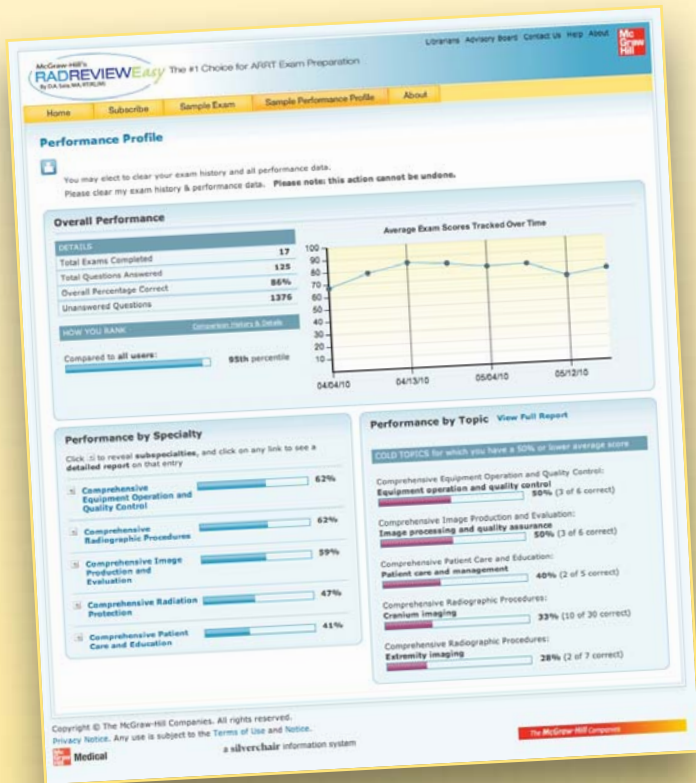 Librarians Advisory Board Contact Us Help About
Mc
Graw
Hill
McGraw-Hill's
RADREVIEWEasy
The #1 Choice for ARRT Exam Preparation
Home Subscribe Sample Exam Sample Performance Profile About
Performance Profile
You may elect to clear your exam history and all performance data.
Please clear my exam history & performance data. Please note: this action cannot be undone.
Overall Performance
DETAILS
Total Exams Completed 17
Total Questions Answered 125
Overall Percentage Correct 86%
Unanswered Questions 1376
HOW YOU RANK Comparison History & Details
Compared to all users: 95th percentile
Average Exam Scores Tracked Over Time
100
90
80
70
60
50
40
30
20
10
04/04/10 04/13/10 05/04/10 05/12/10
Performance by Specialty
Click to reveal subspecialties, and click on any link to see a
detailed report on that entry
Comprehensive 62%
Equipment Operation and
Quality Control
Comprehensive 62%
Radiographic Procedures
Comprehensive Image 59%
Production and
Evaluation
Comprehensive Radiation 47%
Protection
Comprehensive Patient 41%
Care and Education
Performance by Topic View Full Report
COLD TOPICS for which you have a 50% or lower average score
Comprehensive Equipment Operation and Quality Control:
Equipment operation and quality control
50% (3 of 6 correct)
Comprehensive Image Production and Evaluation:
Image processing and quality assurance
50% (3 of 6 correct)
Comprehensive Patient Care and Education:
Patient care and management
40% (2 of 5 correct)
Comprehensive Radiographic Procedures:
Cranium imaging
33% (10 of 30 correct)
Comprehensive Radiographic Procedures:
Extremity imaging
28% (2 of 7 correct)
Copyright © The McGraw-Hill Companies. All rights reserved.
Privacy Notice. Any use is subject to the Terms of Use and Notice.
Medical
a silverchair information system
The McGraw-Hill Companies